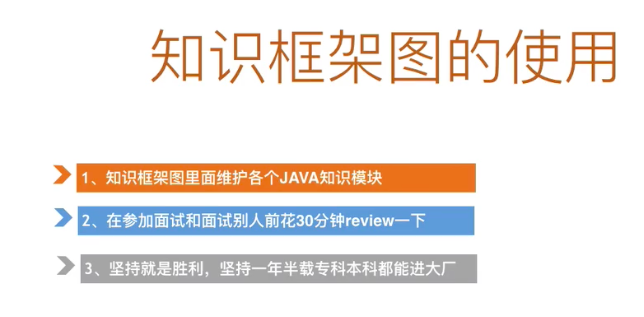 知识框架图的使用
1、知识框架图里面维护各个JAVA知识模块
2、在参加面试和面试别人前花30分钟review一下
3、坚持就是胜利，坚持一年半载专科本科都能进大厂